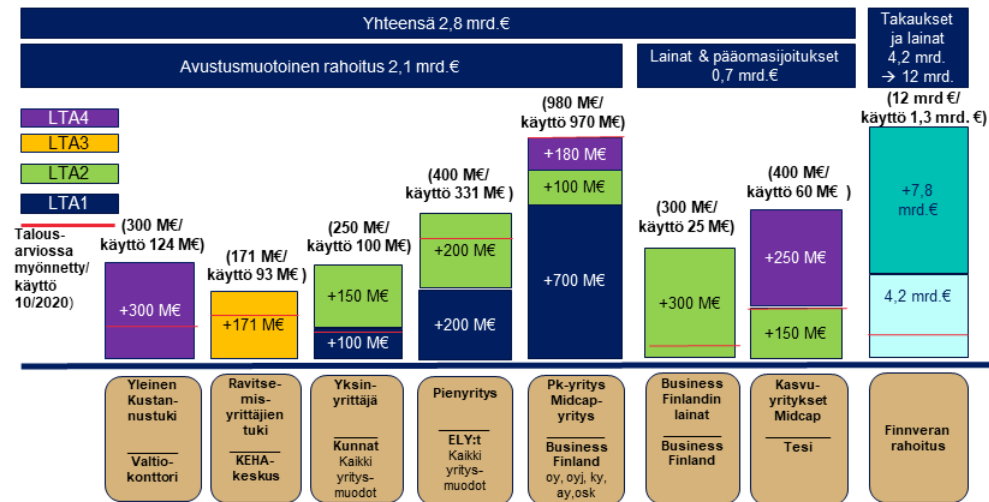 Yhteensä 2,8 mrd.€
Takaukset
ja lainat
4,2 mrd.
→ 12 mrd.
Avustusmuotoinen rahoitus 2,1 mrd.€
Lainat & pääomasijoitukset
0,7 mrd.€
LTA4
LTA3
LTA2
LTA1
Talous-
arviossa
myönnetty/
käyttö
10/2020)
(300 M€/
käyttö 124 M€)
+300 M€
(171 M€/
käyttö 93 M€ )
+171 M€
(250 M€/
käyttö 100 M€)
+150 M€
+100 M€
(400 M€/
käyttö 331 M€ )
+200 M€
+200 M€
(980 M€/
käyttö 970 M€)
+180 M€
+100 M€
+700 M€
(300 M€/
käyttö 25 M€)
+300 M€
(400 M€/
käyttö 60 M€ )
+250 M€
+150 M€
(12 mrd €/
käyttö 1,3 mrd. €)
+7,8
mrd.€
4,2 mrd.€
Yleinen
Kustan-
nustuki
Valtio-
konttori
Ravitse-
mis-
yrittäjien
tuki
KEHA-
keskus
Yksin-
yrittäjä
Kunnat
Kaikki
yritys-
muodot
Pienyritys
ELY:t
Kaikki
yritys-
muodot
Pk-yritys
Midcap-
yritys
Business
Finland
oy, oyj, ky,
ay,osk
Business
Finlandin
lainat
Business
Finland
Kasvu-
yritykset
Midcap
Tesi
Finnveran
rahoitus